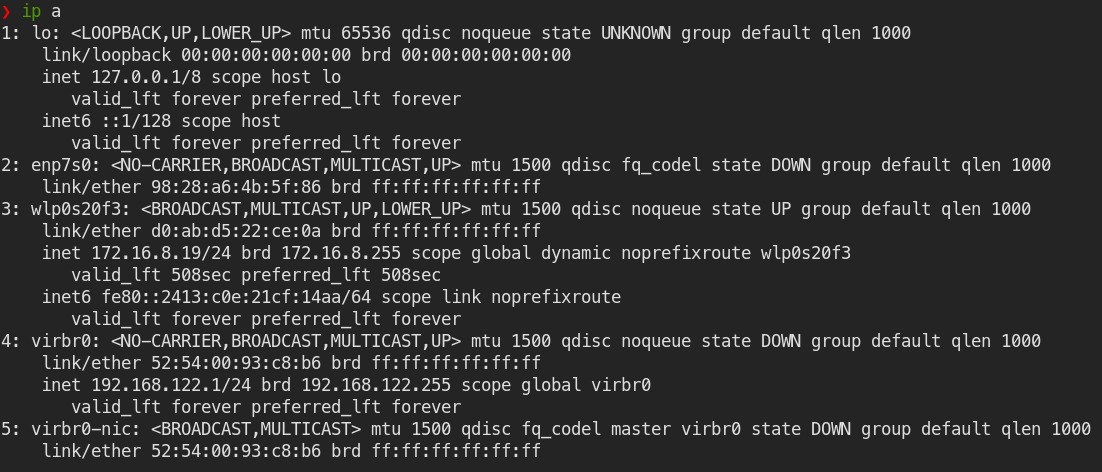 ❯ ip a
1: lo: <LOOPBACK,UP,LOWER_UP> mtu 65536 qdisc noqueue state UNKNOWN group default qlen 1000
    link/loopback 00:00:00:00:00:00 brd 00:00:00:00:00:00
    inet 127.0.0.1/8 scope host lo
       valid_lft forever preferred_lft forever
    inet6 ::1/128 scope host
       valid_lft forever preferred_lft forever
2: enp7s0: <NO-CARRIER,BROADCAST,MULTICAST,UP> mtu 1500 qdisc fq_codel state DOWN group default qlen 1000
    link/ether 98:28:a6:4b:5f:86 brd ff:ff:ff:ff:ff:ff
3: wlp0s20f3: <BROADCAST,MULTICAST,UP,LOWER_UP> mtu 1500 qdisc noqueue state UP group default qlen 1000
    link/ether d0:ab:d5:22:ce:0a brd ff:ff:ff:ff:ff:ff
    inet 172.16.8.19/24 brd 172.16.8.255 scope global dynamic noprefixroute wlp0s20f3
       valid_lft 508sec preferred_lft 508sec
    inet6 fe80::2413:c0e:21cf:14aa/64 scope link noprefixroute
       valid_lft forever preferred_lft forever
4: virbr0: <NO-CARRIER,BROADCAST,MULTICAST,UP> mtu 1500 qdisc noqueue state DOWN group default qlen 1000
    link/ether 52:54:00:93:c8:b6 brd ff:ff:ff:ff:ff:ff
    inet 192.168.122.1/24 brd 192.168.122.255 scope global virbr0
       valid_lft forever preferred_lft forever
5: virbr0-nic: <BROADCAST,MULTICAST> mtu 1500 qdisc fq_codel master virbr0 state DOWN group default qlen 1000
    link/ether 52:54:00:93:c8:b6 brd ff:ff:ff:ff:ff:ff